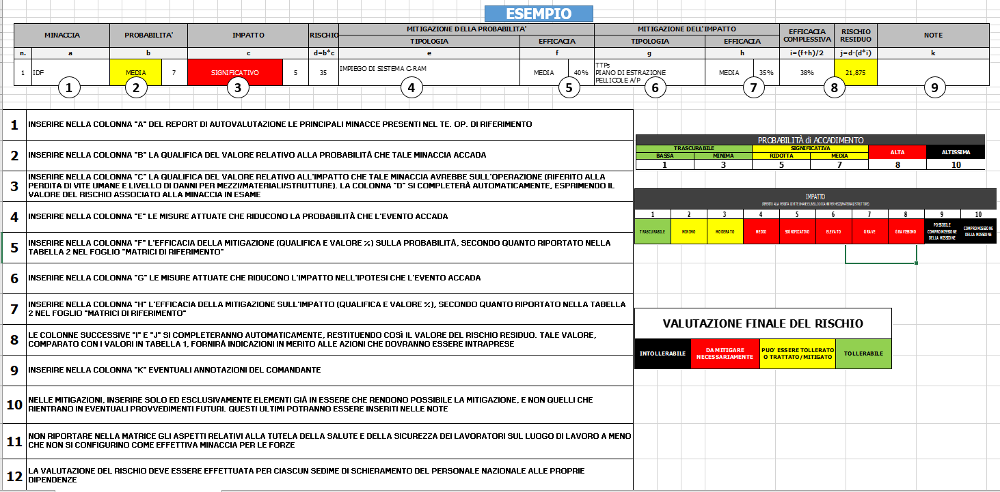 ESEMPIO
MINACCIA PROBABILITA' IMPATTO RISCHIO MITIGAZIONE DELLA PROBABILITA' MITIGAZIONE DELL'IMPATTO EFFICACIA COMPLESSIVA RISCHIO RESIDUO NOTE
TIPOLOGIA EFFICACIA TIPOLOGIA EFFICACIA
n. a b c d=b*c e f g h i=(f+h)/2 j=d-(d*i) k
1 IDF MEDIA 7 SIGNIFICATIVO 5 35 IMPIEGO DI SISTEMA C-RAM MEDIA 40% TTPs
PIANO DI ESTRAZIONE
PELLICOLE A/P
MEDIA 35% 38% 21,875
1 2 3 4 5 6 7 8 9
1 INSERIRE NELLA COLONNA "A" DEL REPORT DI AUTOVALUTAZIONE LE PRINCIPALI MINACCE PRESENTI NEL TE. OP. DI RIFERIMENTO
2 INSERIRE NELLA COLONNA "B" LA QUALIFICA DEL VALORE RELATIVO ALLA PROBABILITÀ CHE TALE MINACCIA ACCADA
3 INSERIRE NELLA COLONNA "C" LA QUALIFICA DEL VALORE RELATIVO ALL'IMPATTO CHE TALE MINACCIA AVREBBE SULL'OPERAZIONE (RIFERITO ALLA
PERDITA DI VITE UMANE E LIVELLO DI DANNI PER MEZZI/MATERIALI/STRUTTURE). LA COLONNA "D" SI COMPLETERÀ AUTOMATICAMENTE, ESPRIMENDO IL
VALORE DEL RISCHIO ASSOCIATO ALLA MINACCIA IN ESAME
4 INSERIRE NELLA COLONNA "E" LE MISURE ATTUATE CHE RIDUCONO LA PROBABILITÀ CHE L'EVENTO ACCADA
5 INSERIRE NELLA COLONNA "F" L'EFFICACIA DELLA MITIGAZIONE (QUALIFICA E VALORE %) SULLA PROBABILITÀ, SECONDO QUANTO RIPORTATO NELLA
TABELLA 2 NEL FOGLIO "MATRICI DI RIFERIMENTO"
6 INSERIRE NELLA COLONNA "G" LE MISURE ATTUATE CHE RIDUCONO L'IMPATTO NELL'IPOTESI CHE L'EVENTO ACCADA
7 INSERIRE NELLA COLONNA "H" L'EFFICACIA DELLA MITIGAZIONE SULL'IMPATTO (QUALIFICA E VALORE %), SECONDO QUANTO RIPORTATO NELLA TABELLA
2 NEL FOGLIO "MATRICI DI RIFERIMENTO"
8 LE COLONNE SUCCESSIVE "I" E "J" SI COMPLETERANNO AUTOMATICAMENTE, RESTITUENDO COSÌ IL VALORE DEL RISCHIO RESIDUO. TALE VALORE,
COMPARATO CON I VALORI IN TABELLA 1, FORNIRÀ INDICAZIONI IN MERITO ALLE AZIONI CHE DOVRANNO ESSERE INTRAPRESE
9 INSERIRE NELLA COLONNA "K" EVENTUALI ANNOTAZIONI DEL COMANDANTE
10 NELLE MITIGAZIONI, INSERIRE SOLO ED ESCLUSIVAMENTE ELEMENTI GIÀ IN ESSERE CHE RENDONO POSSIBILE LA MITIGAZIONE, E NON QUELLI CHE
RIENTRANO IN EVENTUALI PROVVEDIMENTI FUTURI. QUESTI ULTIMI POTRANNO ESSERE INSERITI NELLE NOTE
11 NON RIPORTARE NELLA MATRICE GLI ASPETTI RELATIVI ALLA TUTELA DELLA SALUTE E DELLA SICUREZZA DEI LAVORATORI SUL LUOGO DI LAVORO A MENO
CHE NON SI CONFIGURINO COME EFFETTIVA MINACCIA PER LE FORZE
12 LA VALUTAZIONE DEL RISCHIO DEVE ESSERE EFFETTUATA PER CIASCUN SEDIME DI SCHIERAMENTO DEL PERSONALE NAZIONALE ALLE PROPRIE
DIPENDENZE
PROBABILITÀ di ACCADIMENTO
TRASCURABILE SIGNIFICATIVA ALTA ALTISSIMA
BASSA MINIMA RIDOTTA MEDIA
1 3 5 7 8 10
IMPATTO
(RIFERITO ALLA PERDITA DI VITE UMANE E LIVELLO DI DANNI PER MEZZI/MATERIALI/STRUTTURE)
1 2 3 4 5 6 7 8 9 10
TRASCURABILE MINIMO MODERATO MEDIO SIGNIFICATIVO ELEVATO GRAVE GRAVISSIMO POSSIBILE COMPROMISSIONE DELLA MISSIONE COMPROMISSIONE DELLA MISSIONE
VALUTAZIONE FINALE DEL RISCHIO
INTOLLERABILE DA MITIGARE NECESSARIAMENTE PUO' ESSERE TOLLERATO O TRATTATO/MITIGATO TOLLERABILE